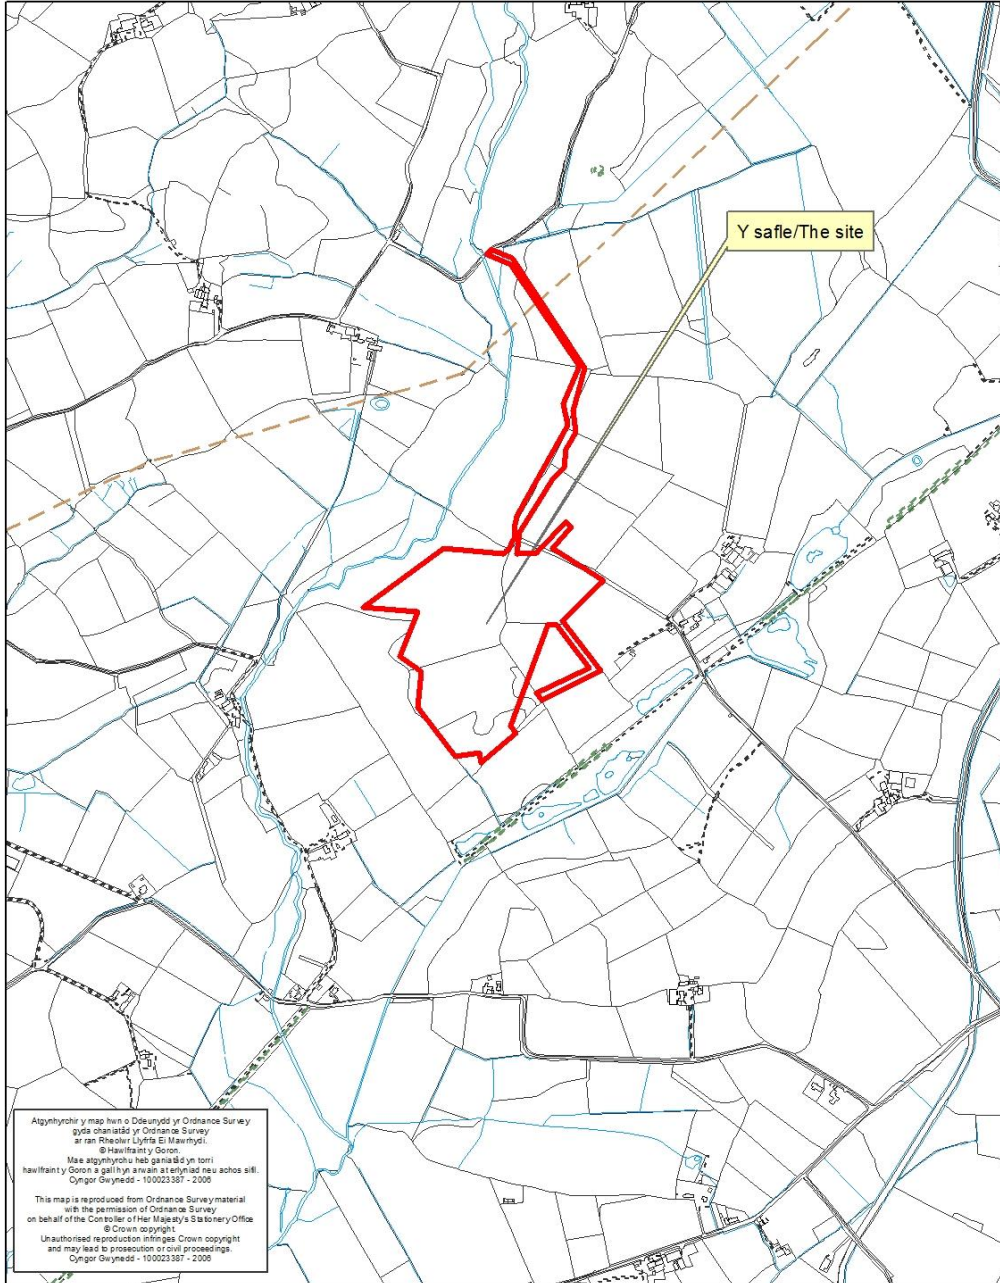 Y safle/The site
Atgynhyrchir y map hwn o Ddeunydd yr Ordnance Survey
gyda chaniatâd yr Ordnance Survey
ar ran Rheolwr Llyfrfa Ei Mawrhydi.
© Hawlfraint y Goron.
Mae atgynhyrchu heb ganiatâd yn torri
hawlfraint y Goron a gall hyn arwain at erlyniad neu achos sifil.
Cyngor Gwynedd - 100023387 - 2006
This map is reproduced from Ordnance Survey material
with the permission of Ordnance Survey
on behalf of the Controller of Her Majesty's Stationery Office
© Crown copyright.
Unauthorised reproduction infringes Crown copyright
and may lead to prosecution or civil proceedings.
Cyngor Gwynedd - 100023387 - 2006